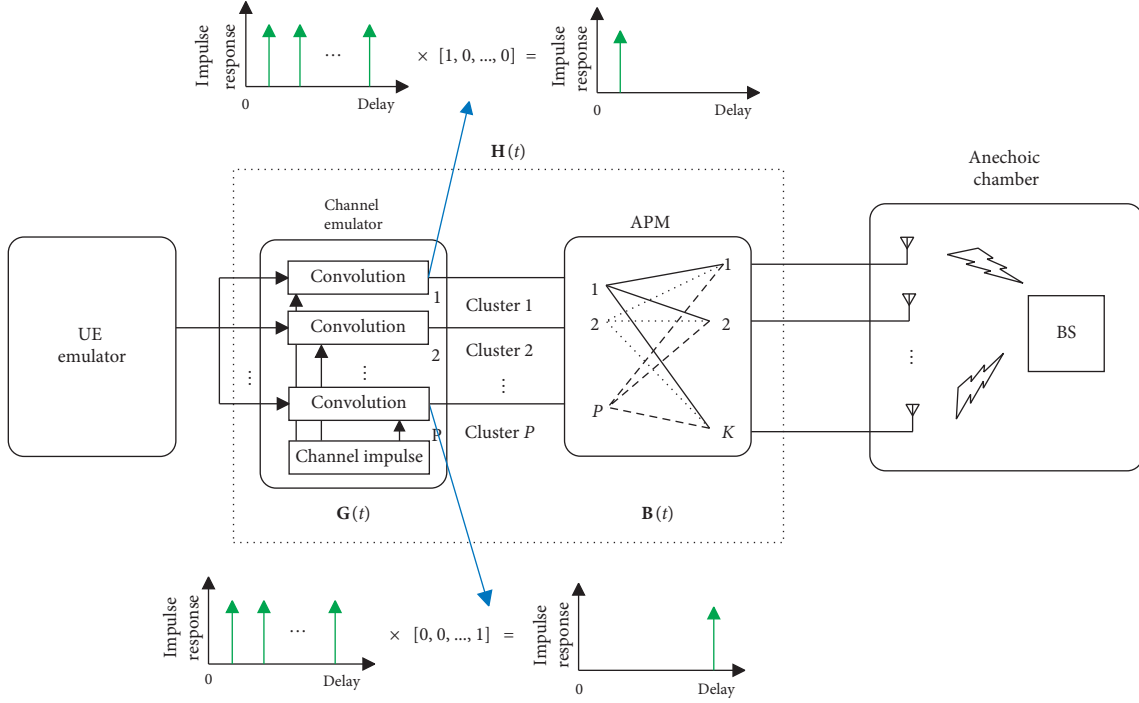 Impulse
response
0
Delay
...
× [1, 0, ..., 0] =
Impulse
response
0
Delay
H(t)
Anechoic
chamber
Channel
emulator
APM
UE
emulator
Convolution
1
Cluster 1
Convolution
2
Cluster 2
...
...
...
Convolution
P
Cluster P
Channel impulse
1
2
P
1
2
K
...
BS
G(t)
B(t)
Impulse
response
0
Delay
...
× [0, 0, ..., 1] =
Impulse
response
0
Delay